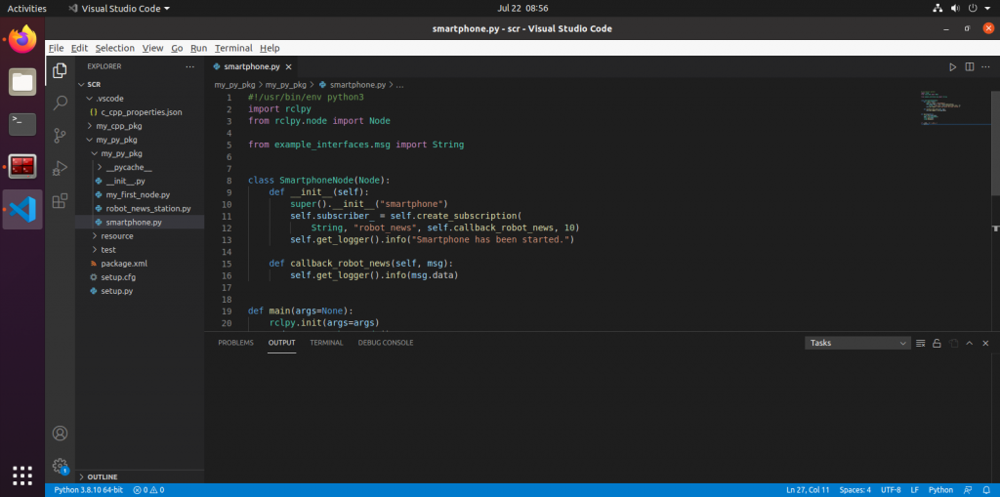 Activities
Visual Studio Code
Jul 22 08:56
smartphone.py - scr - Visual Studio Code
File Edit Selection View Go Run Terminal Help
EXPLORER
SCR
.vscode
{} c_cpp_properties.json
my_cpp_pkg
my_py_pkg
my_py_pkg
__pycache__
__init__.py
my_first_node.py
robot_news_station.py
smartphone.py
resource
test
package.xml
setup.cfg
setup.py
OUTLINE
smartphone.py
my_py_pkg > my_py_pkg > smartphone.py > ...
1 #!/usr/bin/env python3
2 import rclpy
3 from rclpy.node import Node
4
5 from example_interfaces.msg import String
6
7
8 class SmartphoneNode(Node):
9 def __init__(self):
10 super().__init__("smartphone")
11 self.subscriber_ = self.create_subscription(
12 String, "robot_news", self.callback_robot_news, 10)
13 self.get_logger().info("Smartphone has been started.")
14
15 def callback_robot_news(self, msg):
16 self.get_logger().info(msg.data)
17
18
19 def main(args=None):
20 rclpy.init(args=args)
PROBLEMS OUTPUT TERMINAL DEBUG CONSOLE
Tasks
Python 3.8.10 64-bit 0 0
Ln 27, Col 11 Spaces: 4 UTF-8 LF Python